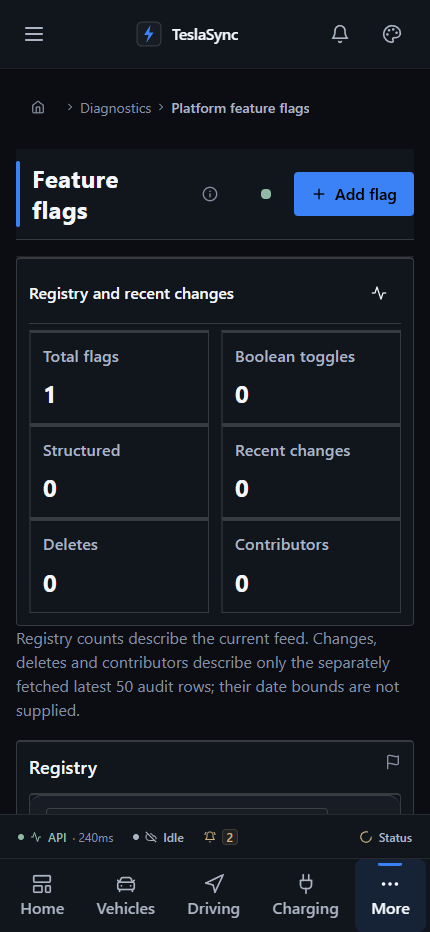 TeslaSync
Diagnostics > Platform feature flags
Feature
flags
+ Add flag
Registry and recent changes
Total flags
1
Boolean toggles
0
Structured
0
Recent changes
0
Deletes
0
Contributors
0
Registry counts describe the current feed. Changes,
deletes and contributors describe only the separately
fetched latest 50 audit rows; their date bounds are not
supplied.
Registry
API · 240ms
Idle
2
Status
Home
Vehicles
Driving
Charging
More